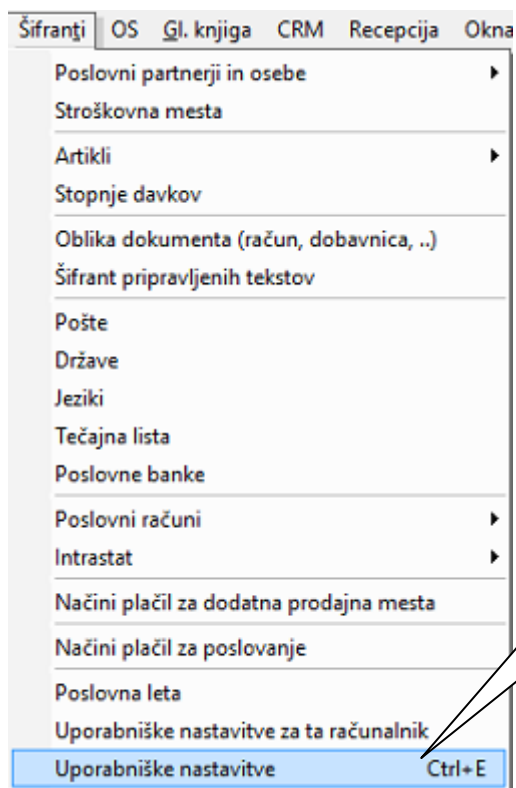 Šifranti OS Gl. knjiga CRM Recepcija Okna
Poslovni partnerji in osebe
Stroškovna mesta
Artikli
Stopnje davkov
Oblika dokumenta (račun, dobavnica, ..)
Šifrant pripravljenih tekstov
Pošte
Države
Jeziki
Tečajna lista
Poslovne banke
Poslovni računi
Intrastat
Načini plačil za dodatna prodajna mesta
Načini plačil za poslovanje
Poslovna leta
Uporabniške nastavitve za ta računalnik
Uporabniške nastavitve Ctrl+E